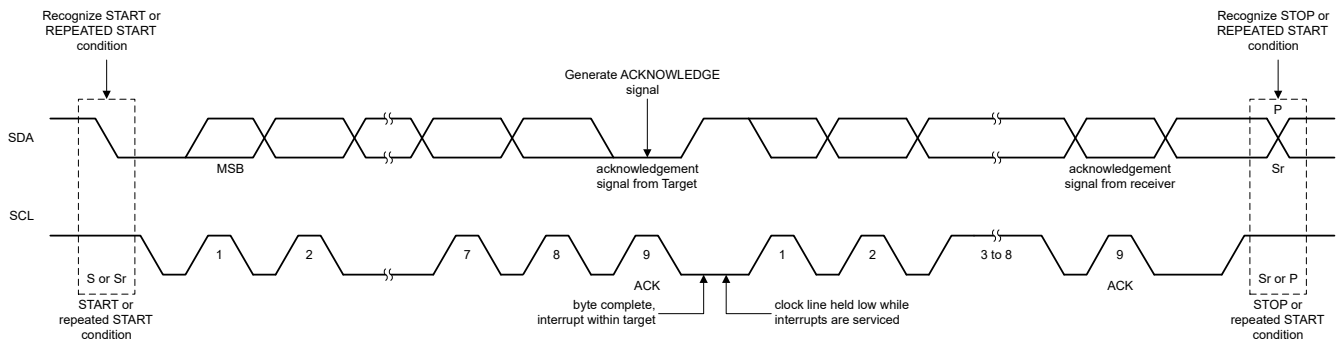 Recognize START or
REPEATED START
condition
Recognize STOP or
REPEATED START
condition
Generate ACKNOWLEDGE
signal
P
SDA
MSB
acknowledgement
signal from Target
acknowledgement
signal from receiver
Sr
SCL
1
2
7
8
9
1
2
3 to 8
9
S or Sr
ACK
ACK
Sr or P
START or
repeated START
condition
byte complete,
interrupt within target
clock line held low while
interrupts are serviced
STOP or
repeated START
condition